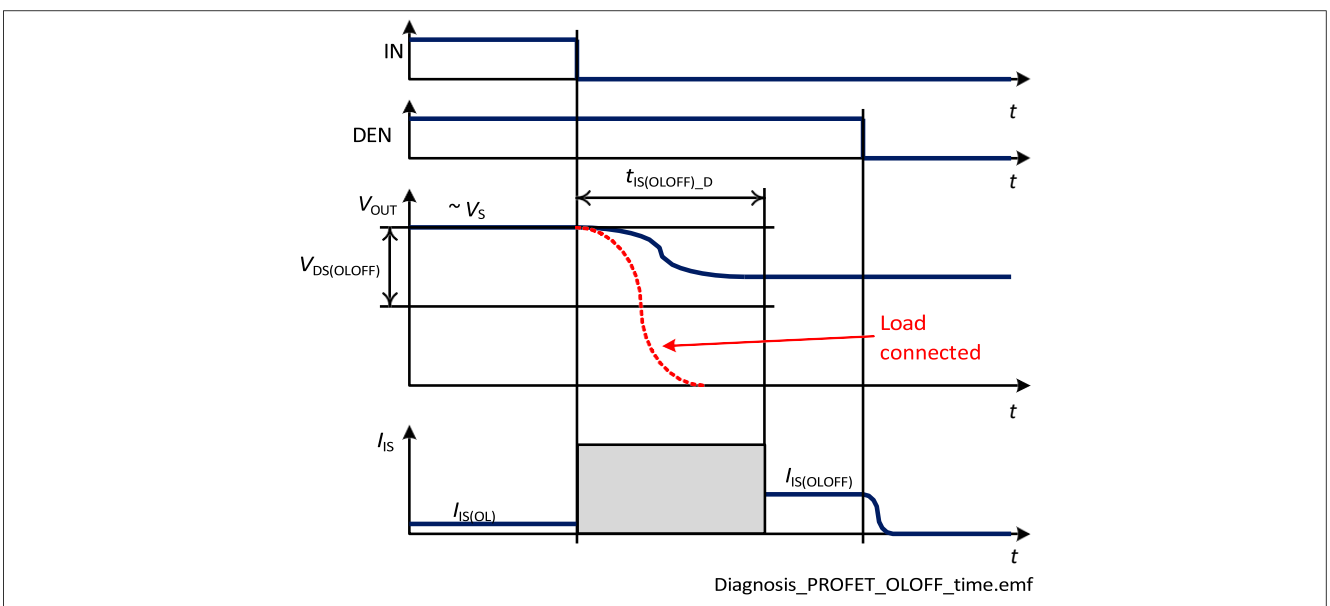 IN
t
DEN
t
tIS(OLOFF)_D
VOUT
~ VS
VDS(OLOFF)
Load
connected
t
IIS
IIS(OLOFF)
IIS(OL)
t
Diagnosis_PROFET_OLOFF_time.emf